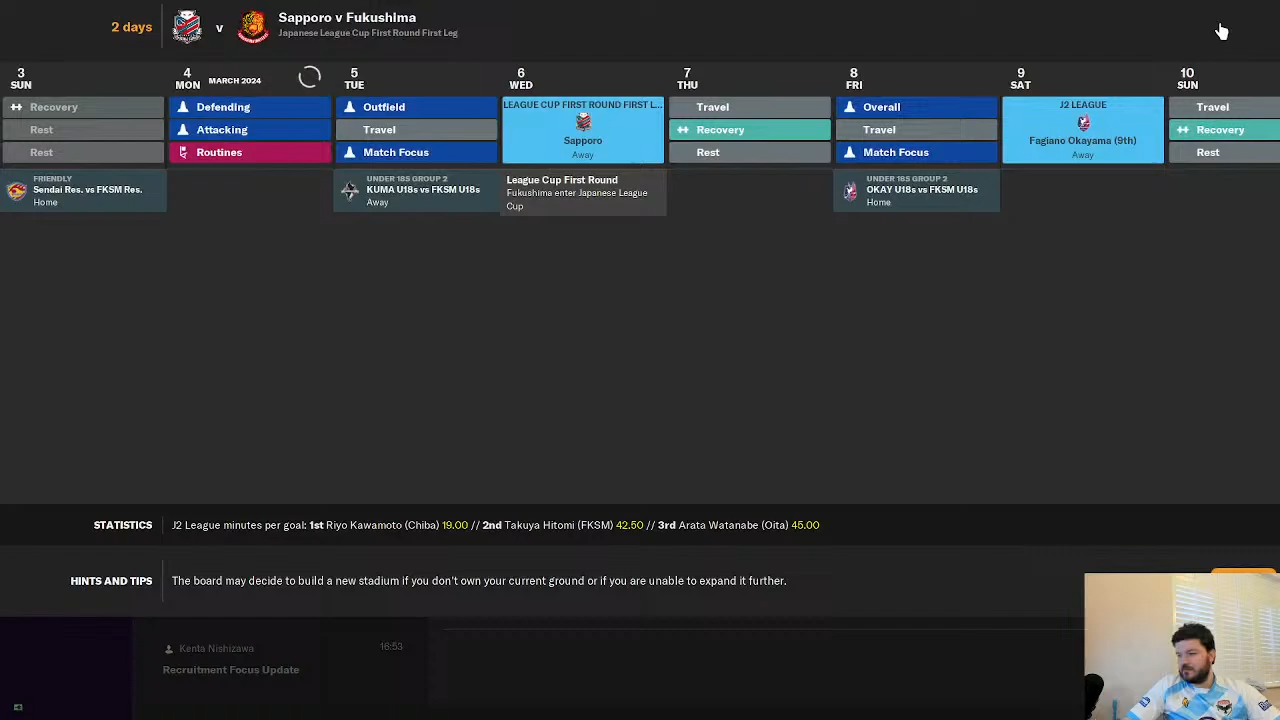 2 days
v
Sapporo v Fukushima
Japanese League Cup First Round First Leg
3
SUN
4
MON
MARCH 2024
5
TUE
6
WED
7
THU
8
FRI
9
SAT
10
SUN
Recovery
Rest
Rest
Defending
Attacking
Routines
Outfield
Travel
Match Focus
LEAGUE CUP FIRST ROUND FIRST L...
Sapporo
Away
Travel
Recovery
Rest
Overall
Travel
Match Focus
J2 LEAGUE
Fagiano Okayama (9th)
Away
Travel
Recovery
Rest
FRIENDLY
Sendai Res. vs FKSM Res.
Home
UNDER 18S GROUP 2
KUMA U18s vs FKSM U18s
Away
League Cup First Round
Fukushima enter Japanese League
Cup
UNDER 18S GROUP 2
OKAY U18s vs FKSM U18s
Home
STATISTICS
J2 League minutes per goal: 1st Riyo Kawamoto (Chiba) 19.00 // 2nd Takuya Hitomi (FKSM) 42.50 // 3rd Arata Watanabe (Oita) 45.00
HINTS AND TIPS
The board may decide to build a new stadium if you don't own your current ground or if you are unable to expand it further.
Kenta Nishizawa
16:53
Recruitment Focus Update